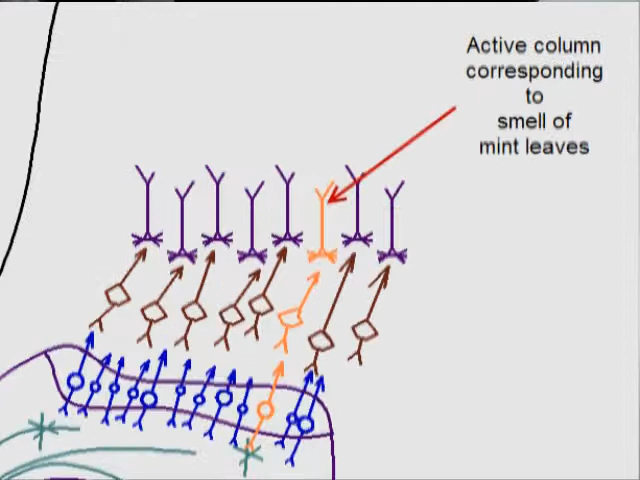 Active column
corresponding
to
smell of
mint leaves